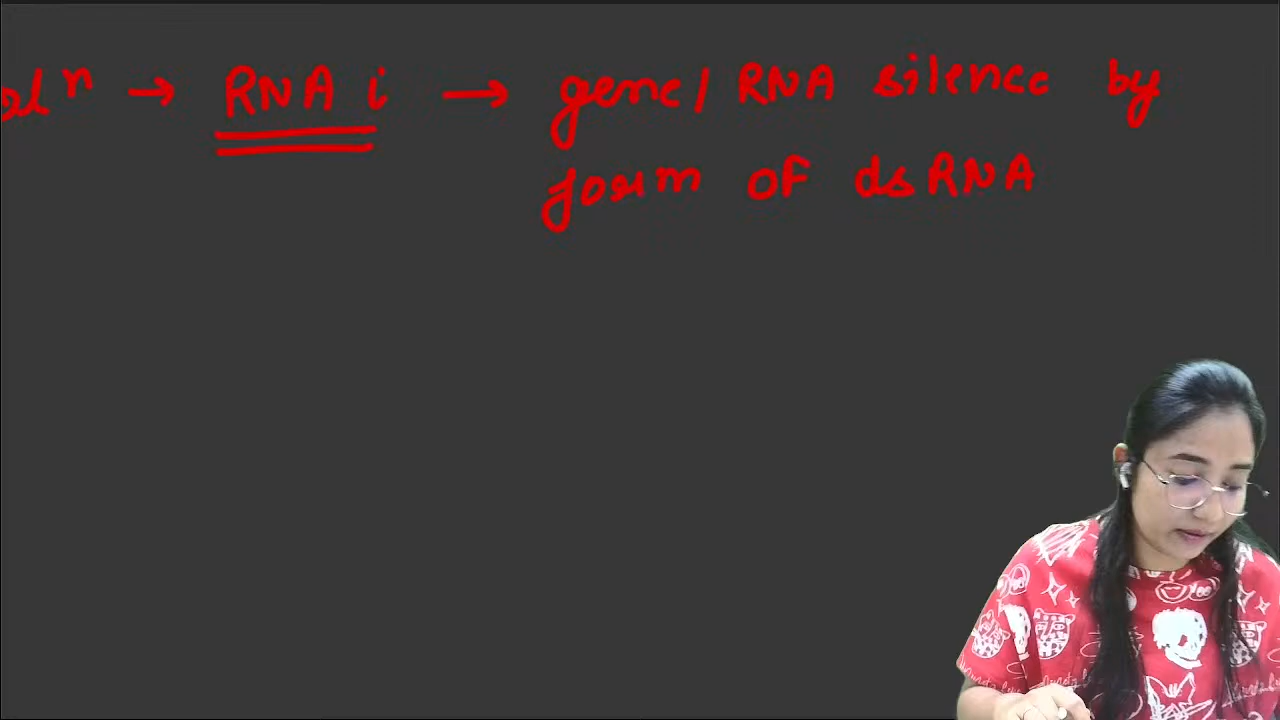 → RNA i → gene/ RNA silence by
form of dsRNA